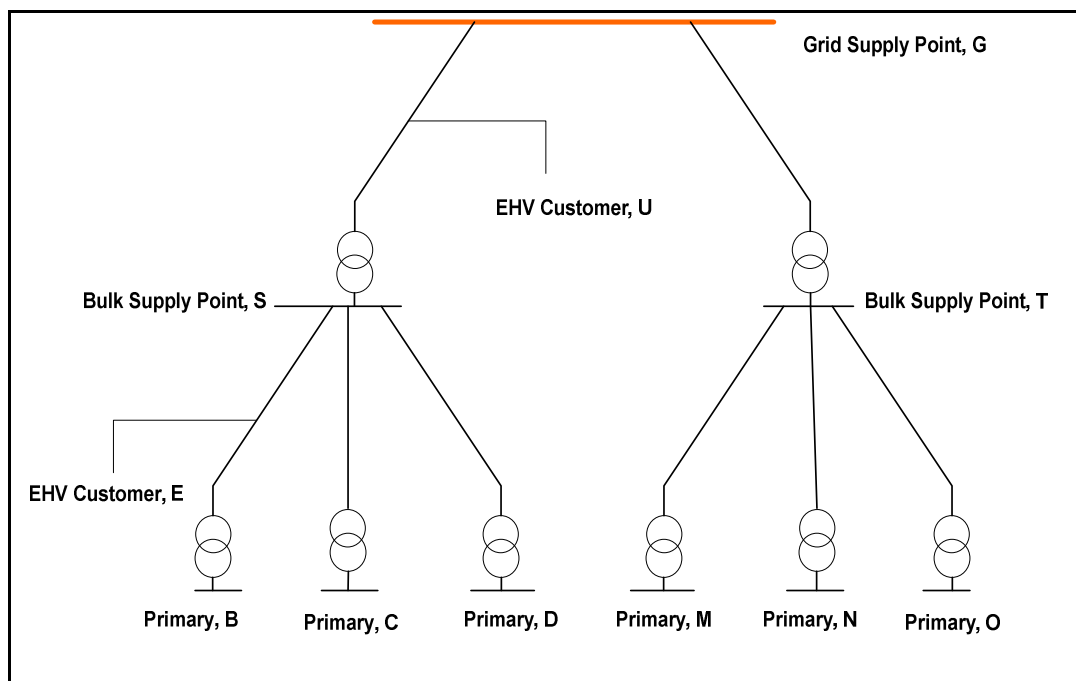 Grid Supply Point, G
EHV Customer, U
Bulk Supply Point, S
Bulk Supply Point, T
EHV Customer, E
Primary, B
Primary, C
Primary, D
Primary, M
Primary, N
Primary, O